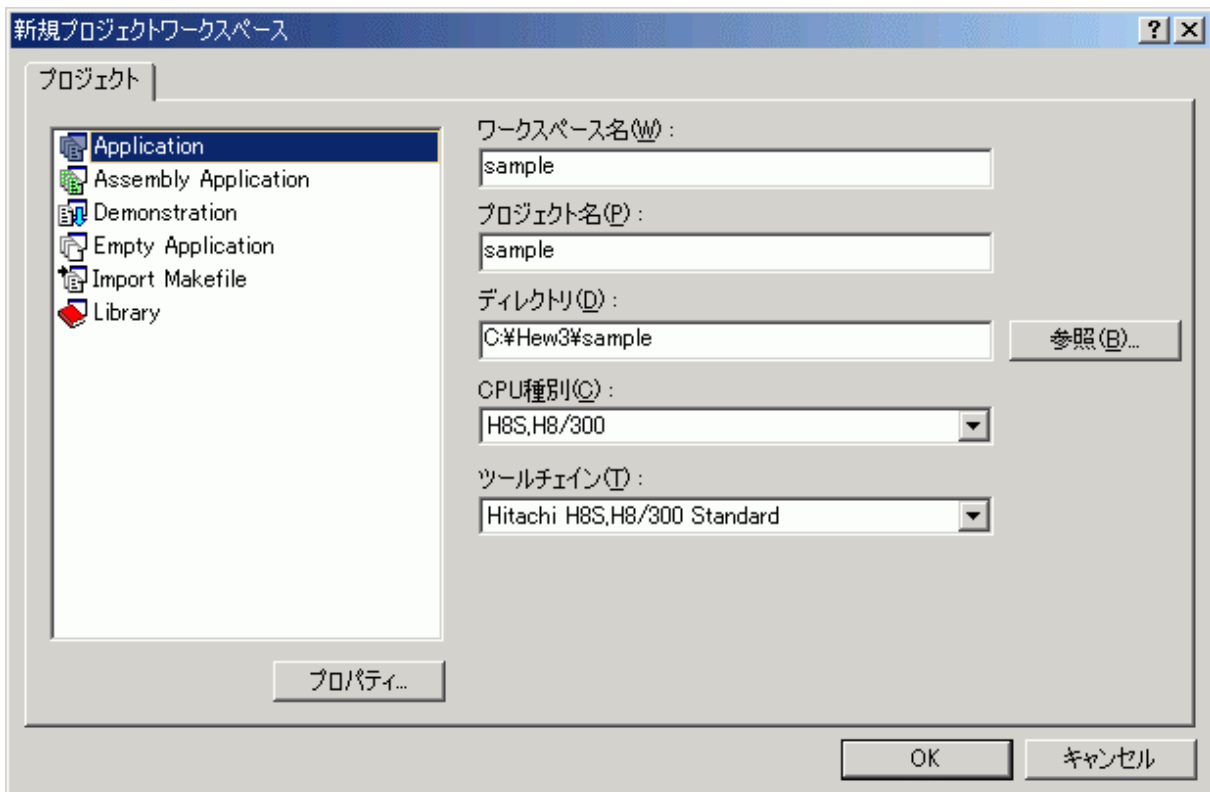 新規プロジェクトワークスペース
プロジェクト
Application
Assembly Application
Demonstration
Empty Application
Import Makefile
Library
プロパティ...
ワークスペース名(W):
sample
プロジェクト名(P):
sample
ディレクトリ(D):
C:¥Hew3¥sample
参照(B)...
CPU種別(C):
H8S,H8/300
ツールチェイン(T):
Hitachi H8S,H8/300 Standard
OK
キャンセル